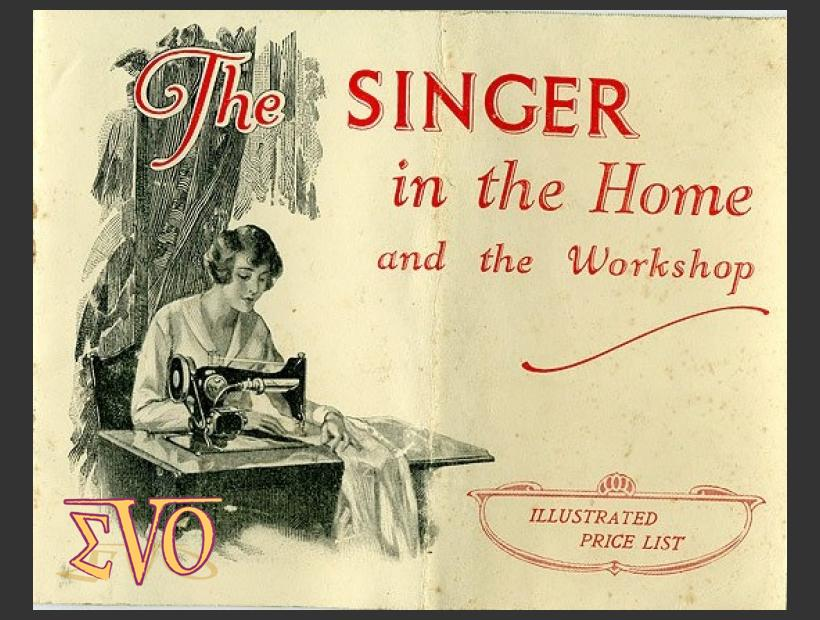 The SINGER
in the Home
and the Workshop
ILLUSTRATED
PRICE LIST
ΣVO